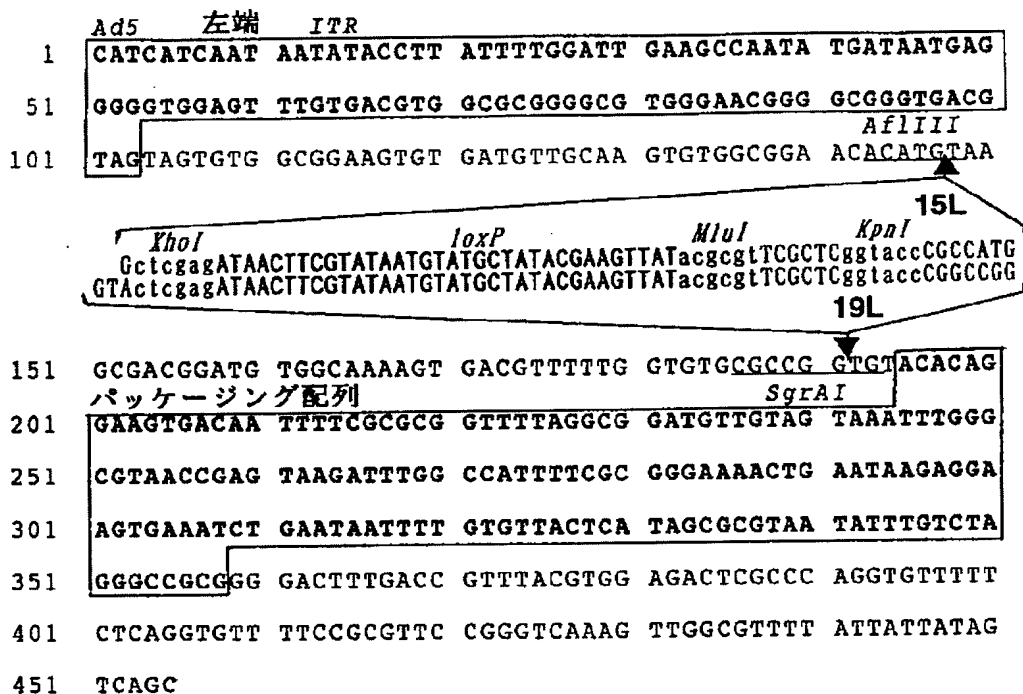 Ad5 左端 ITR
1 CATCATCAAT AATATACCTT ATTTTGGATT GAAGCCAATA TGATAATGAG
51 GGGGTGGAGT TTGTGACGTG GCGCGGGGCG TGGGAACGGG GCGGGTGACG
AflIII
101 TAGTAGTGTG GCGGAAGTGT GATGTTGCAA GTGTGGCGGA ACACATGTAA
15L
XhoI loxP MluI KpnI
GctcgagATAACTTCGTATAATGTATGCTATACGAAGTTATacgcgtTCGCTCggtaccCGCCATG
GTActcgagATAACTTCGTATAATGTATGCTATACGAAGTTATacgcgtTCGCTCggtaccCGGCCGG
19L
151 GCGACGGATG TGGCAAAAGT GACGTTTTTG GTGTGCGCCG GTGTACACAG
パッケージング配列 SgrAI
201 GAAGTGACAA TTTTCGCGCG GTTTTAGGCG GATGTTGTAG TAAATTTGGG
251 CGTAACCGAG TAAGATTTGG CCATTTTCGC GGGAAAACTG AATAAGAGGA
301 AGTGAAATCT GAATAATTTT GTGTTACTCA TAGCGCGTAA TATTTGTCTA
351 GGGCCGCGGG GACTTTGACC GTTTACGTGG AGACTCGCCC AGGTGTTTTT
401 CTCAGGTGTT TTCCGCGTTC CGGGTCAAAG TTGGCGTTTT ATTATTATAG
451 TCAGC